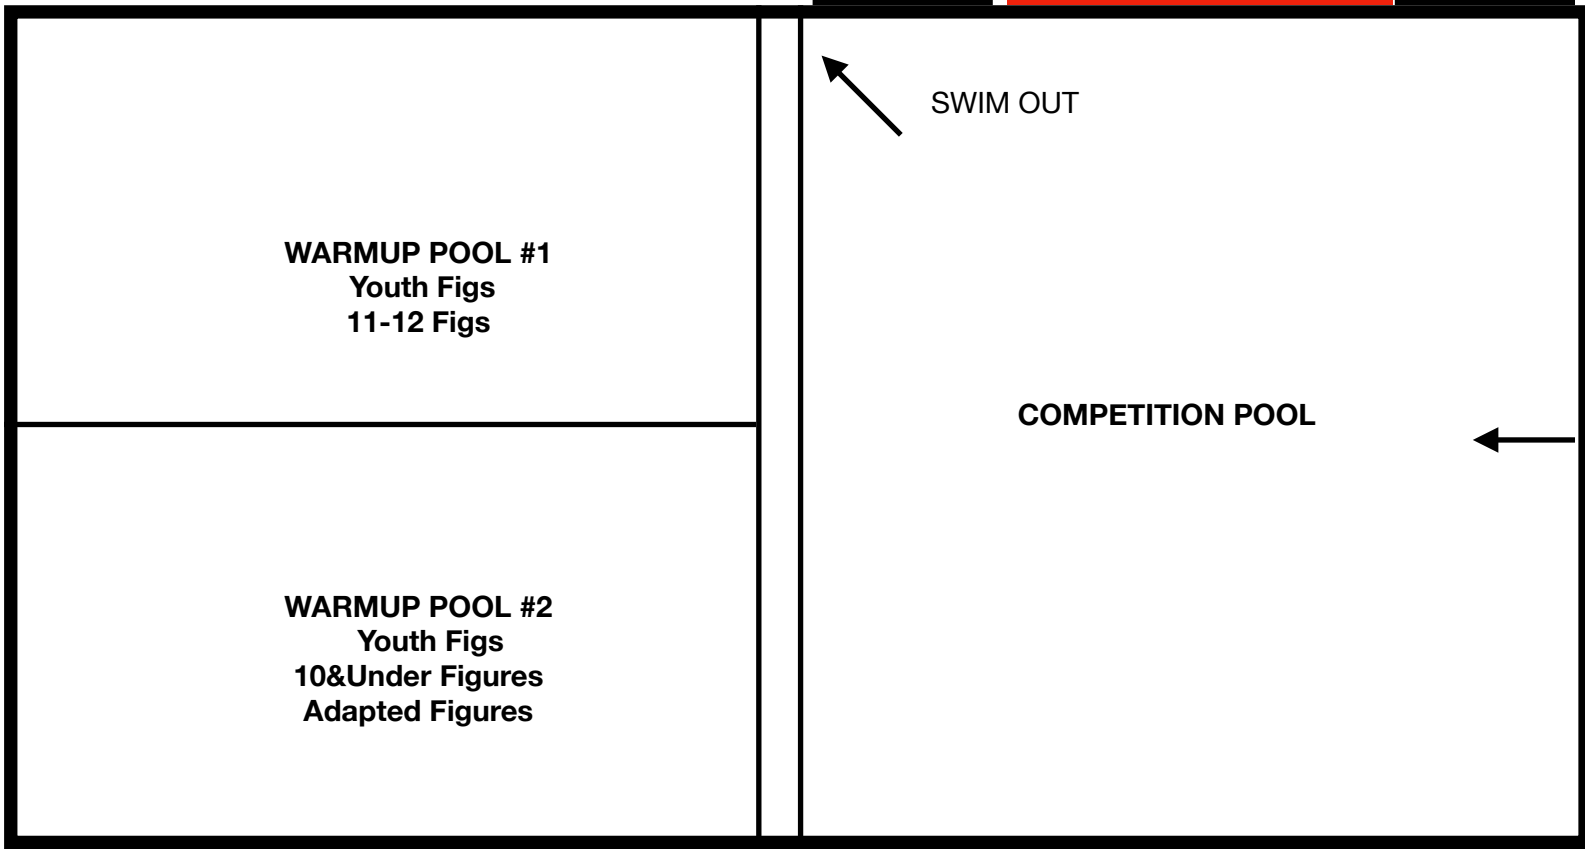 SWIM OUT
WARMUP POOL #1
Youth Figs
11-12 Figs
COMPETITION POOL
WARMUP POOL #2
Youth Figs
10&Under Figures
Adapted Figures